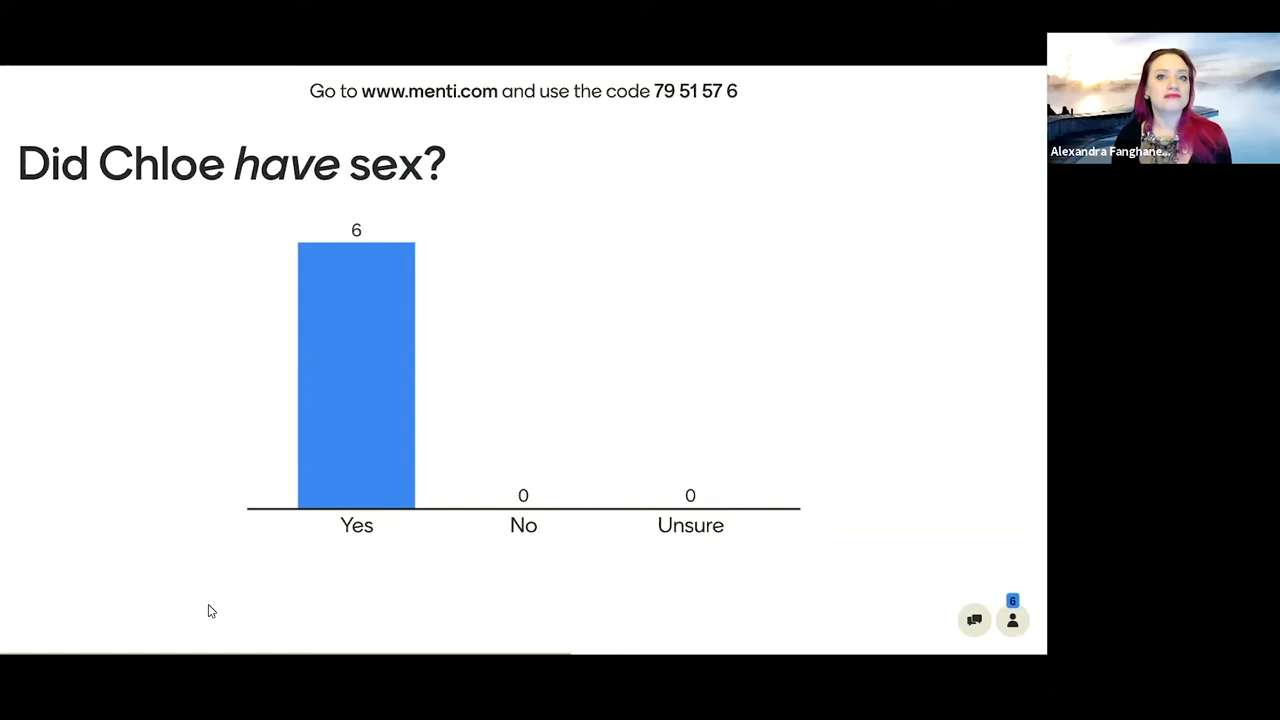 Go to www.menti.com and use the code 79 51 57 6
Did Chloe have sex?
6
0
0
Yes
No
Unsure
6
Alexandra Fanghane...